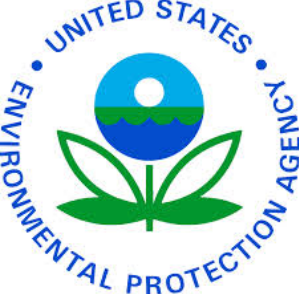 UNITED STATES
ENVIRONMENTAL PROTECTION AGENCY